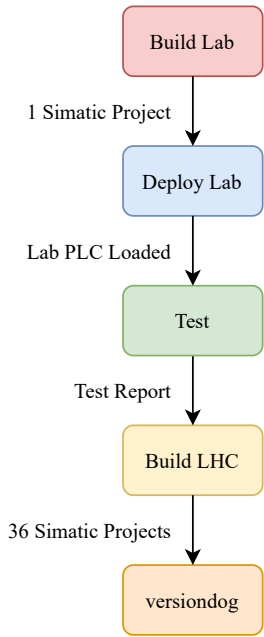 Build Lab
1 Simatic Project
Deploy Lab
Lab PLC Loaded
Test
Test Report
Build LHC
36 Simatic Projects
versiondog